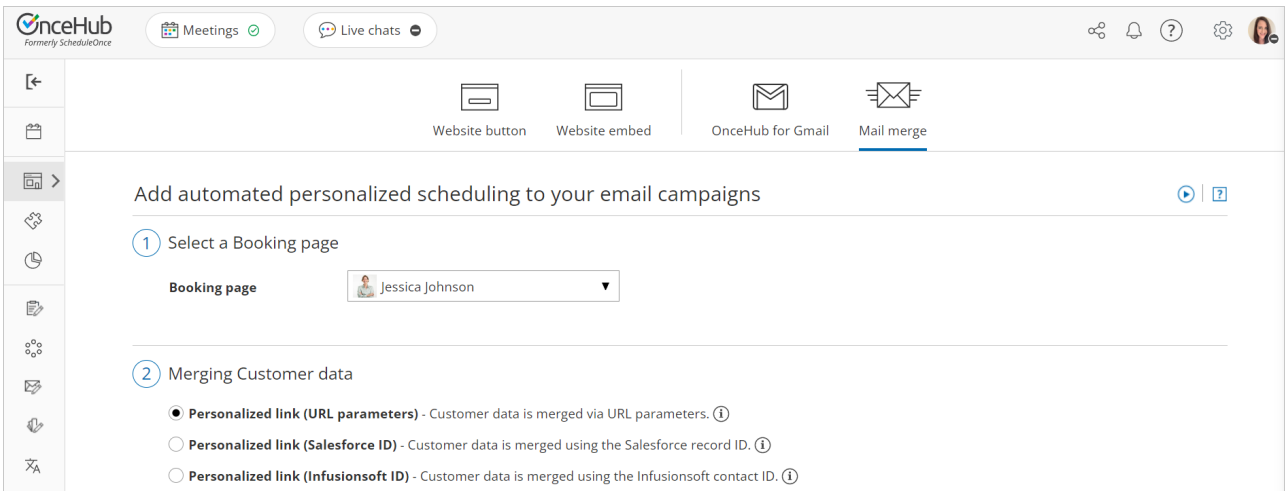 OnceHub
Formerly ScheduleOnce
Meetings
Live chats
?
Website button
Website embed
OnceHub for Gmail
Mail merge
Add automated personalized scheduling to your email campaigns
?
1 Select a Booking page
Booking page
Jessica Johnson
2 Merging Customer data
Personalized link (URL parameters) - Customer data is merged via URL parameters. i
Personalized link (Salesforce ID) - Customer data is merged using the Salesforce record ID. i
Personalized link (Infusionsoft ID) - Customer data is merged using the Infusionsoft contact ID. i
文A